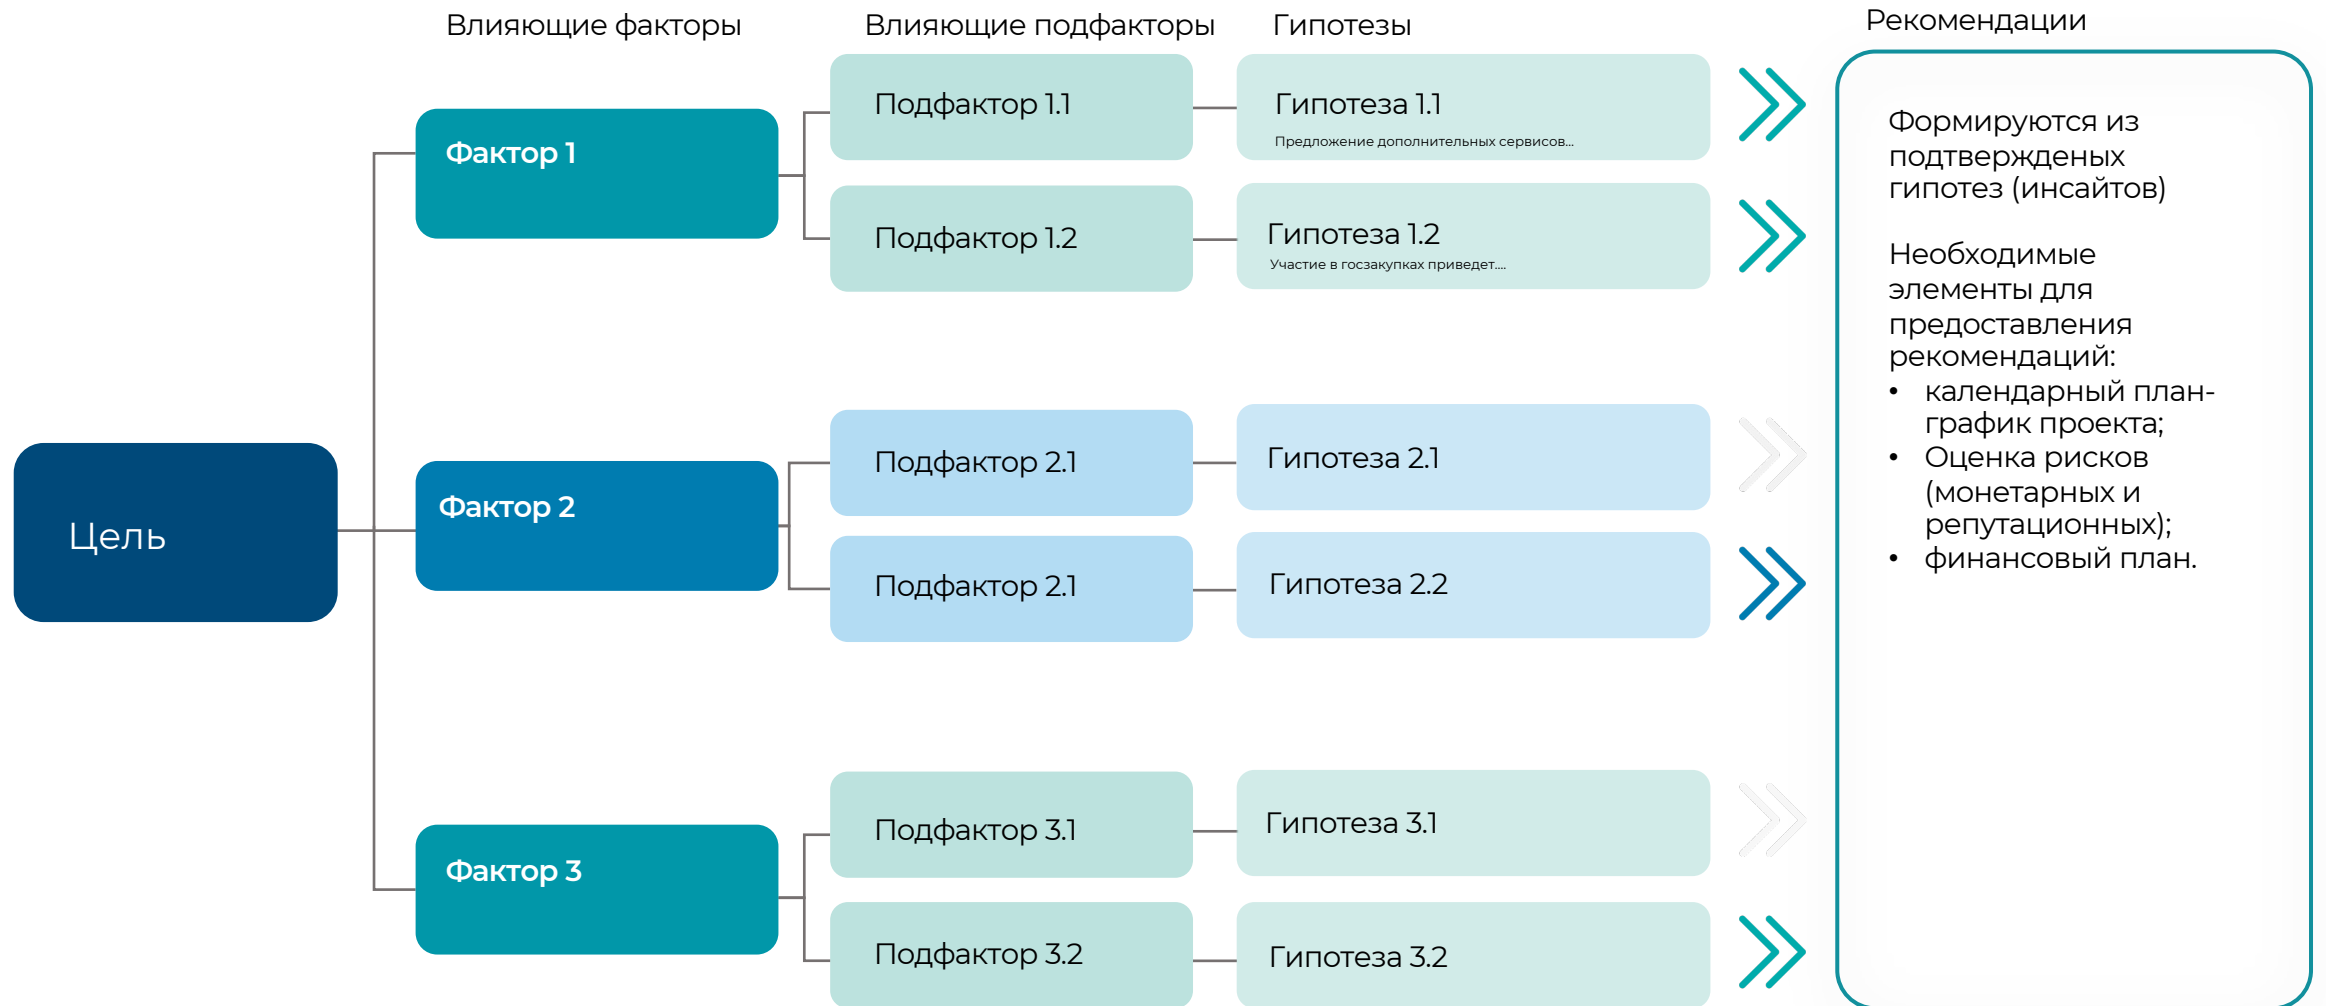 Влияющие факторы
Влияющие подфакторы
Гипотезы
Рекомендации
Цель
Фактор 1
Подфактор 1.1
Гипотеза 1.1
Предложение дополнительных сервисов...
Подфактор 1.2
Гипотеза 1.2
Участие в госзакупках приведет....
Фактор 2
Подфактор 2.1
Гипотеза 2.1
Подфактор 2.1
Гипотеза 2.2
Фактор 3
Подфактор 3.1
Гипотеза 3.1
Подфактор 3.2
Гипотеза 3.2
Формируются из
подтвержденых
гипотез (инсайтов)
Необходимые
элементы для
предоставления
рекомендаций:
• календарный план-
график проекта;
• Оценка рисков
(монетарных и
репутационных);
• финансовый план.